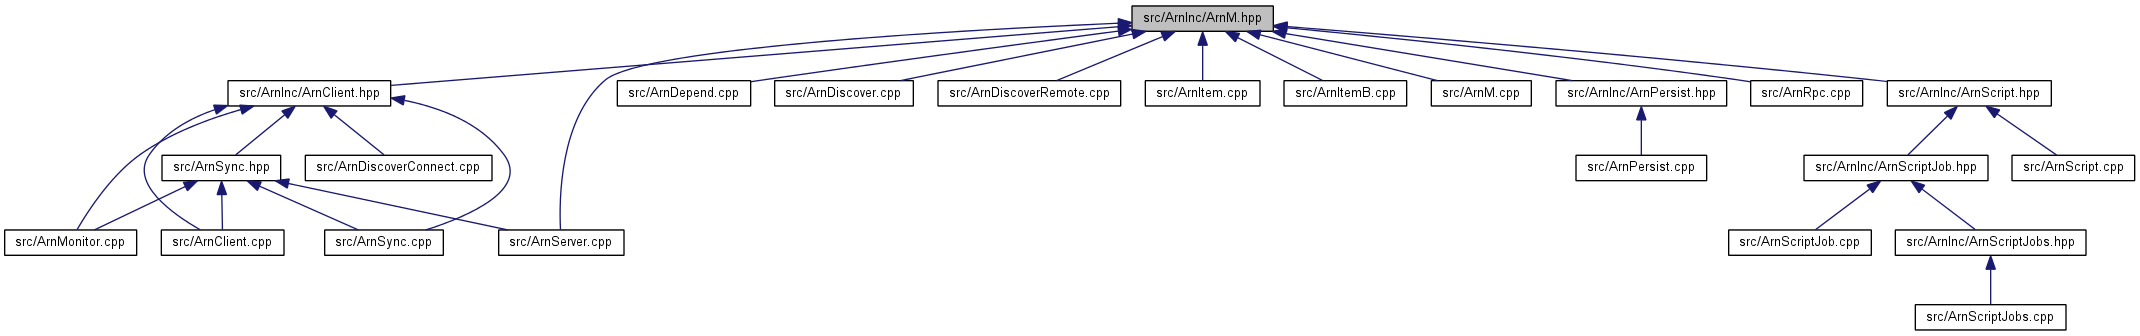 src/ArnInc/ArnM.hpp
src/ArnInc/ArnClient.hpp
src/ArnDepend.cpp
src/ArnDiscover.cpp
src/ArnDiscoverRemote.cpp
src/ArnItem.cpp
src/ArnItemB.cpp
src/ArnM.cpp
src/ArnInc/ArnPersist.hpp
src/ArnRpc.cpp
src/ArnInc/ArnScript.hpp
src/ArnSync.hpp
src/ArnDiscoverConnect.cpp
src/ArnPersist.cpp
src/ArnInc/ArnScriptJob.hpp
src/ArnScript.cpp
src/ArnMonitor.cpp
src/ArnClient.cpp
src/ArnSync.cpp
src/ArnServer.cpp
src/ArnScriptJob.cpp
src/ArnInc/ArnScriptJobs.hpp
src/ArnScriptJobs.cpp